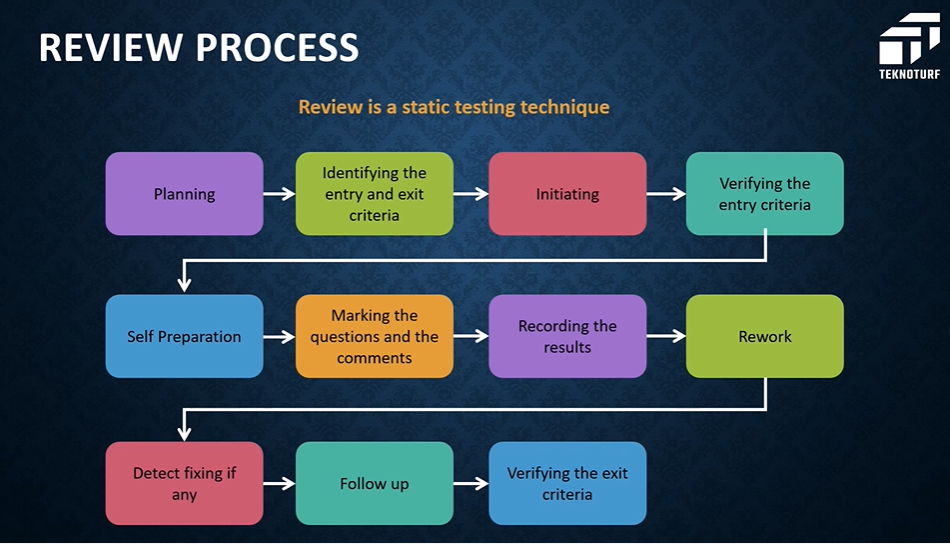 REVIEW PROCESS
TEKNOTURF
Review is a static testing technique
Planning
Identifying the
entry and exit
criteria
Initiating
Verifying the
entry criteria
Self Preparation
Marking the
questions and the
comments
Recording the
results
Rework
Detect fixing if
any
Follow up
Verifying the exit
criteria